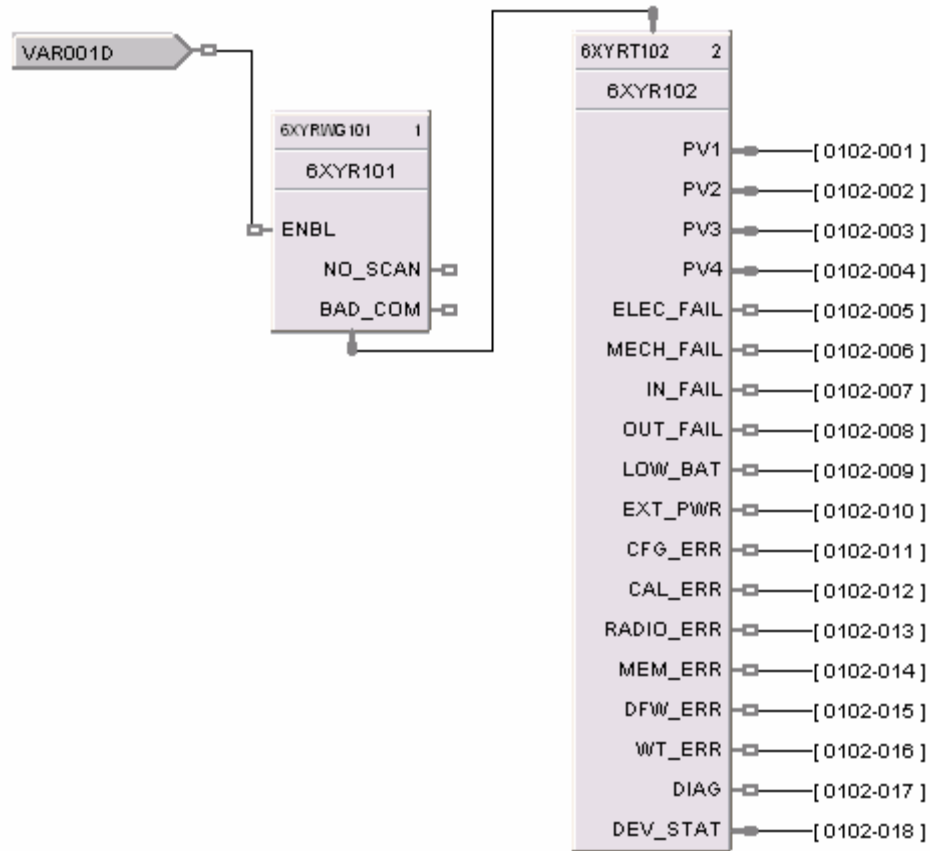 VAR001D
6XYRWG101 1
6XYR101
ENBL
NO_SCAN
BAD_COM
6XYRT102 2
6XYR102
PV1 [ 0102-001 ]
PV2 [ 0102-002 ]
PV3 [ 0102-003 ]
PV4 [ 0102-004 ]
ELEC_FAIL [ 0102-005 ]
MECH_FAIL [ 0102-006 ]
IN_FAIL [ 0102-007 ]
OUT_FAIL [ 0102-008 ]
LOW_BAT [ 0102-009 ]
EXT_PWR [ 0102-010 ]
CFG_ERR [ 0102-011 ]
CAL_ERR [ 0102-012 ]
RADIO_ERR [ 0102-013 ]
MEM_ERR [ 0102-014 ]
DFW_ERR [ 0102-015 ]
WT_ERR [ 0102-016 ]
DIAG [ 0102-017 ]
DEV_STAT [ 0102-018 ]